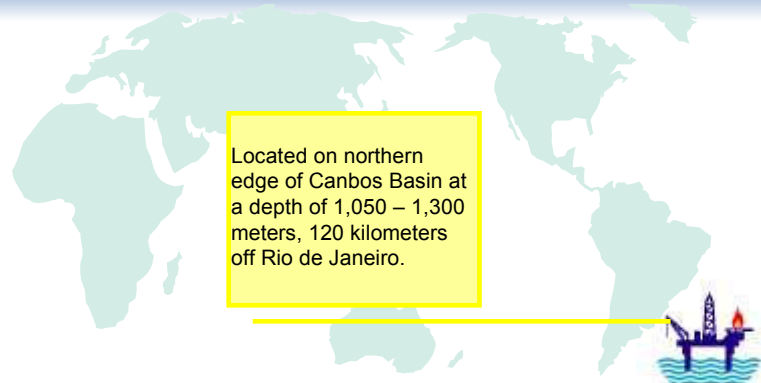 Located on northern
edge of Canbos Basin at
a depth of 1,050 – 1,300
meters, 120 kilometers
off Rio de Janeiro.